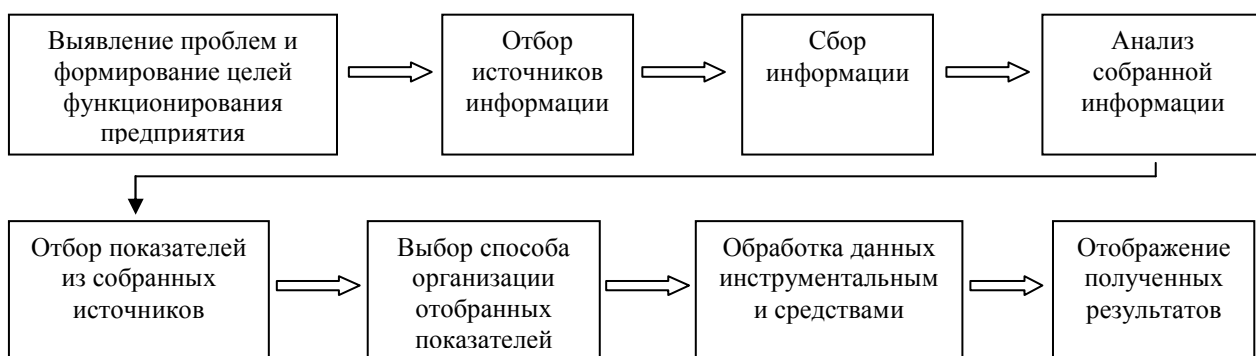 Выявление проблем и
формирование целей
функционирования
предприятия
Отбор
источников
информации
Сбор
информации
Анализ
собранной
информации
Отбор показателей
из собранных
источников
Выбор способа
организации
отобранных
показателей
Обработка данных
инструментальным
и средствами
Отображение
полученных
результатов